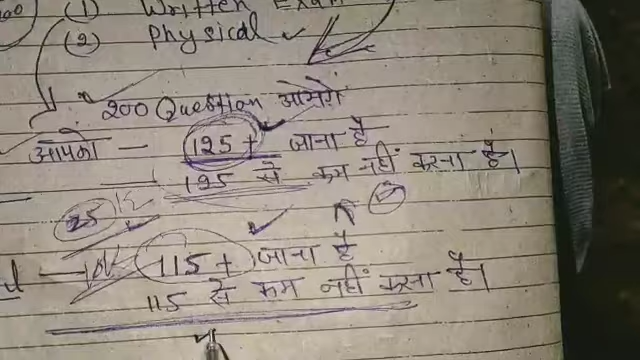 (1) Written Exam
(2) Physical
200 Question आयेगे
आपको — 125+ जाना है
125 से कम नहीं करना है।
25
115+ जाना है
115 से कम नहीं करना है।